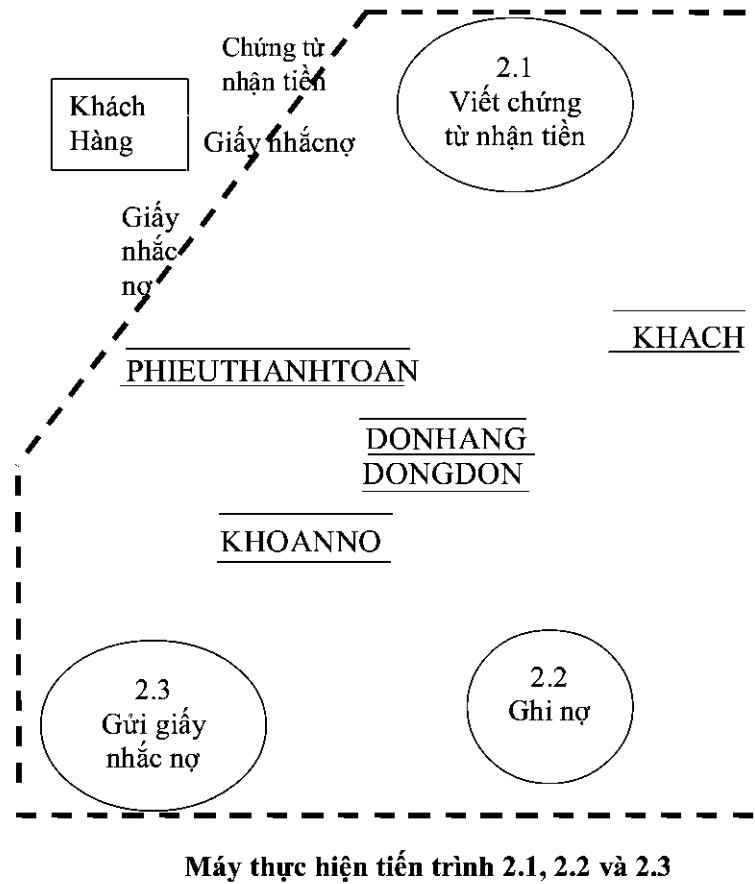 Chứng từ
nhận tiền
2.1
Viết chứng
từ nhận tiền
Khách
Hàng
Giấy nhắcnợ
Giấy
nhắc
nợ
KHACH
PHIEUTHANHTOAN
DONHANG
DONGDON
KHOANNO
2.3
Gửi giấy
nhắc nợ
2.2
Ghi nợ
Máy thực hiện tiến trình 2.1, 2.2 và 2.3